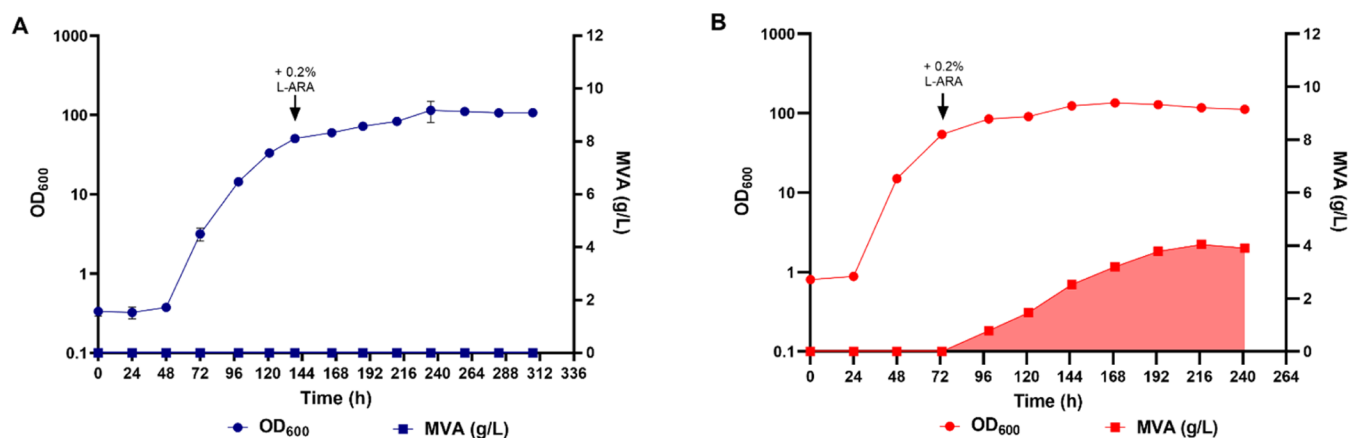 A
1000
100
10
1
0.1
OD600
+ 0.2%
L-ARA
12
10
8
6
4
2
0
MVA (g/L)
0 24 48 72 96 120 144 168 192 216 240 264 288 312 336
Time (h)
OD600 MVA (g/L)
B
1000
100
10
1
0.1
OD600
+ 0.2%
L-ARA
12
10
8
6
4
2
0
MVA (g/L)
0 24 48 72 96 120 144 168 192 216 240 264
Time (h)
OD600 MVA (g/L)